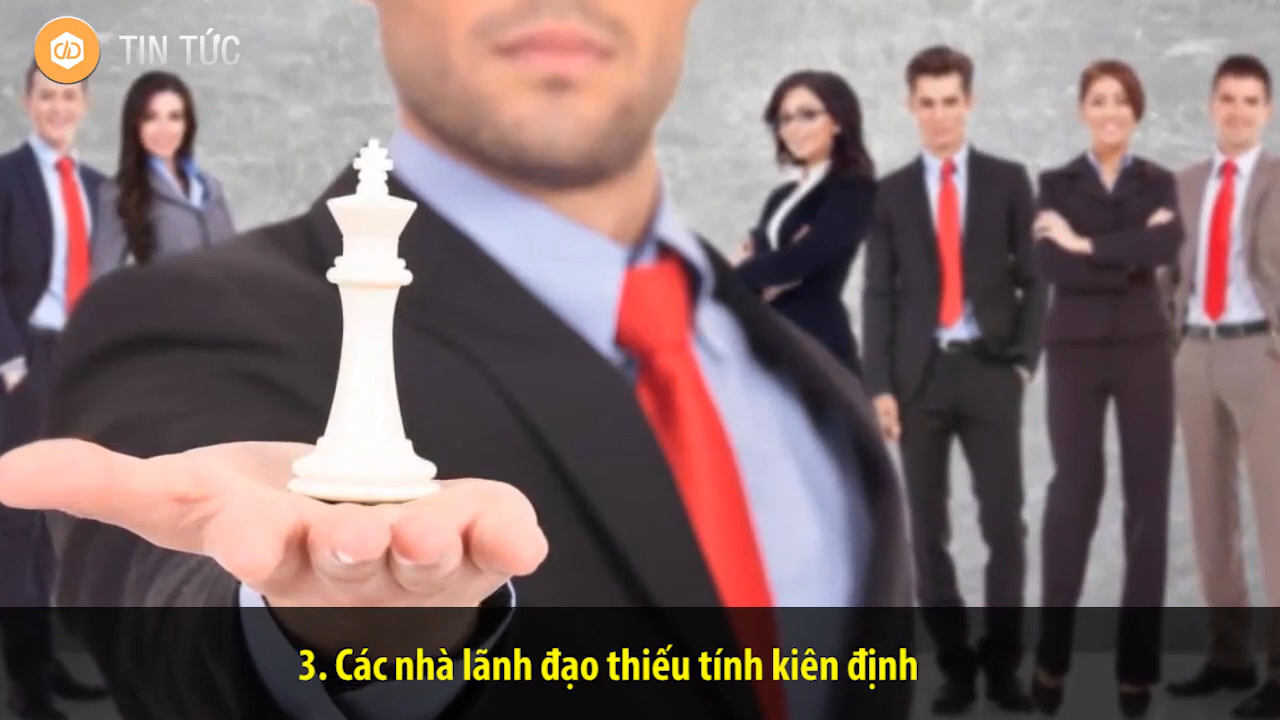 TIN TỨC
3. Các nhà lãnh đạo thiếu tính kiên định